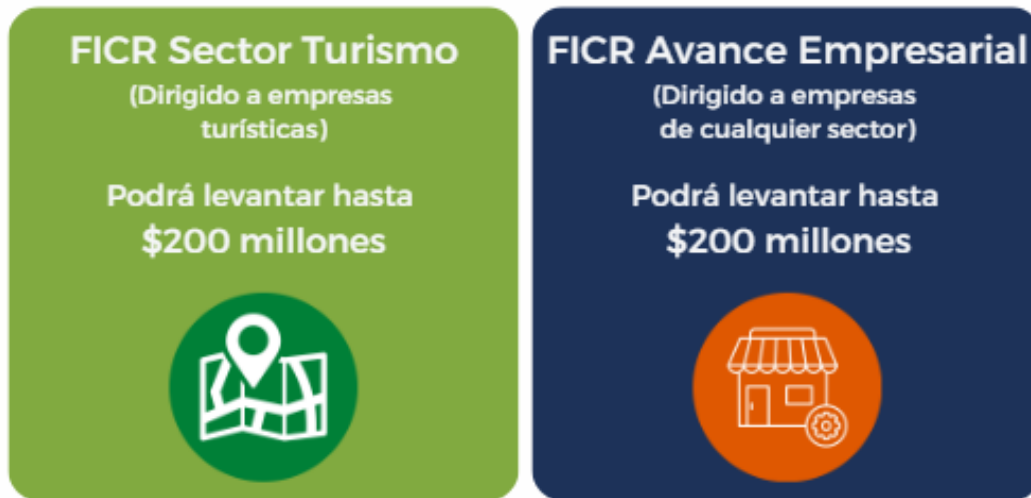 FICR Sector Turismo
(Dirigido a empresas
turísticas)
Podrá levantar hasta
$200 millones
FICR Avance Empresarial
(Dirigido a empresas
de cualquier sector)
Podrá levantar hasta
$200 millones